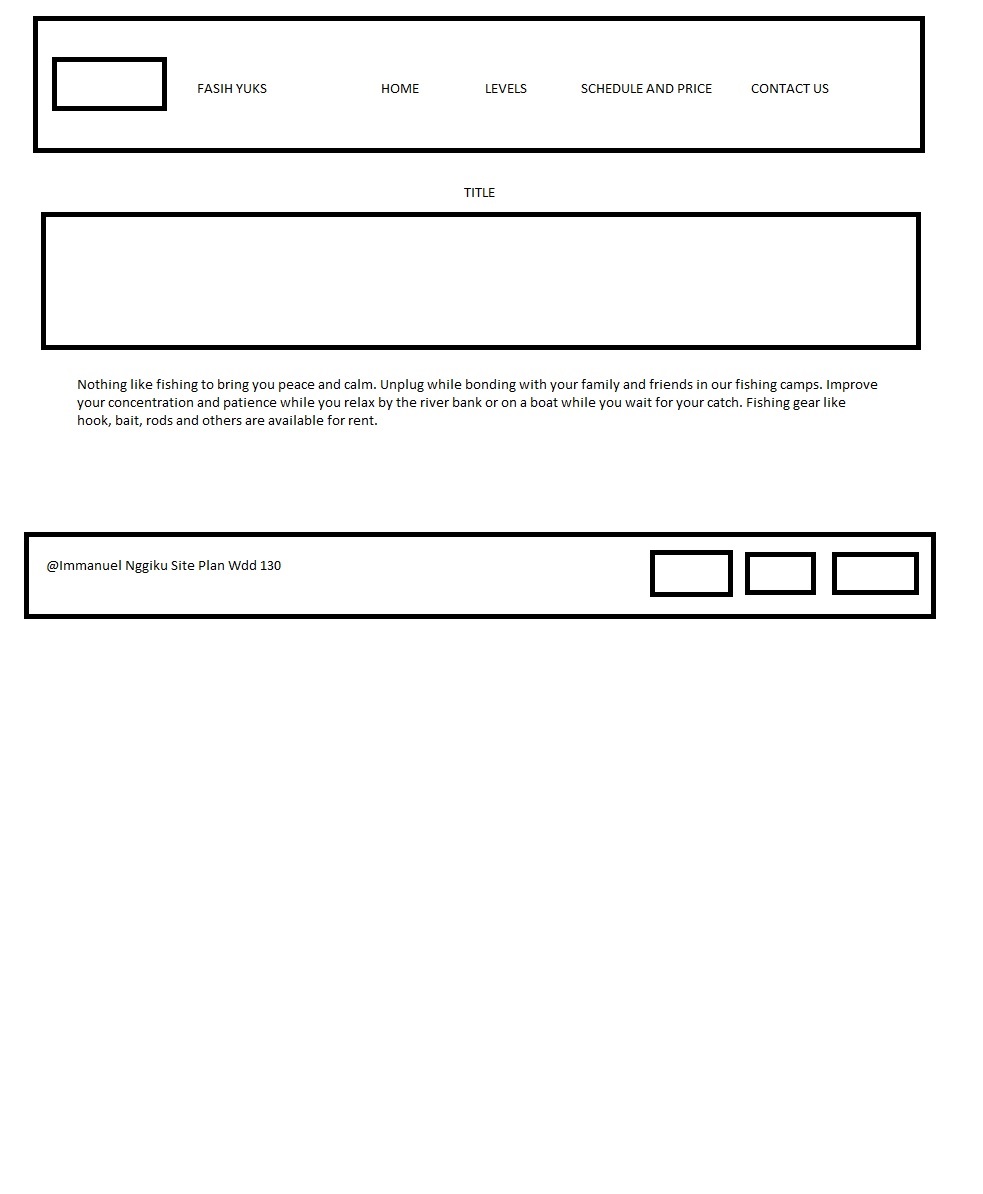 FASIH YUKS HOME LEVELS SCHEDULE AND PRICE CONTACT US
TITLE
Nothing like fishing to bring you peace and calm. Unplug while bonding with your family and friends in our fishing camps. Improve
your concentration and patience while you relax by the river bank or on a boat while you wait for your catch. Fishing gear like
hook, bait, rods and others are available for rent.
@Immanuel Nggiku Site Plan Wdd 130